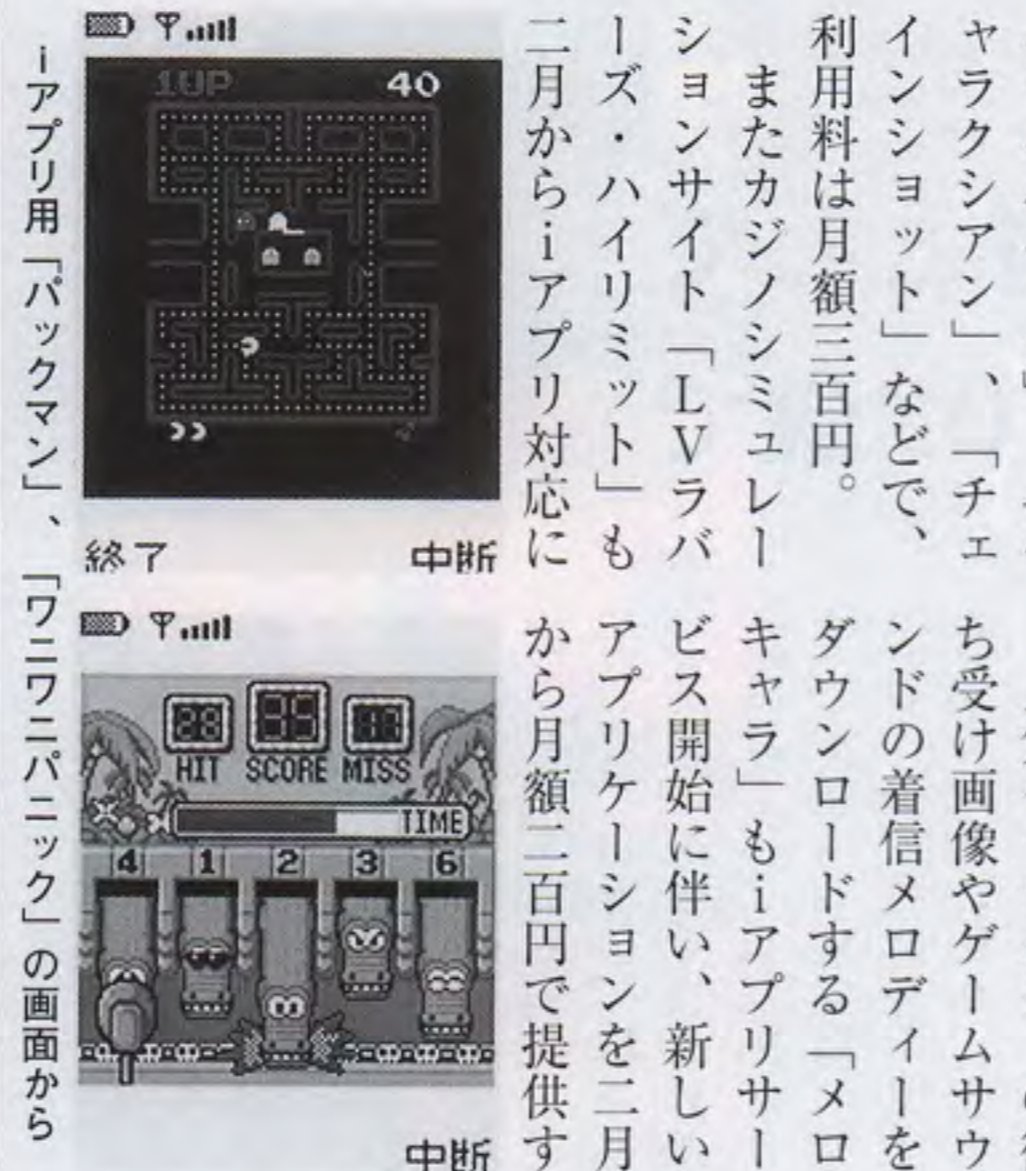 ャラクシアン」、「チェ
インショット」などで、
利用料は月額三百円。
またカジノシミュレー
ションサイト「LVラバ
ーズ・ハイリミット」も
二月からiアプリ対応に
ち受け画像やゲームサウ
ンドの着信メロディーを
ダウンロードする「メロ
キャラ」もiアプリサー
ビス開始に伴い、新しい
アプリケーションを二月
から月額二百円で提供す
1UP 40
終了 中断
HIT SCORE MISS
TIME
4 1 2 3 6
中断
iアプリ用「パックマン」、「ワニワニパニック」の画面から